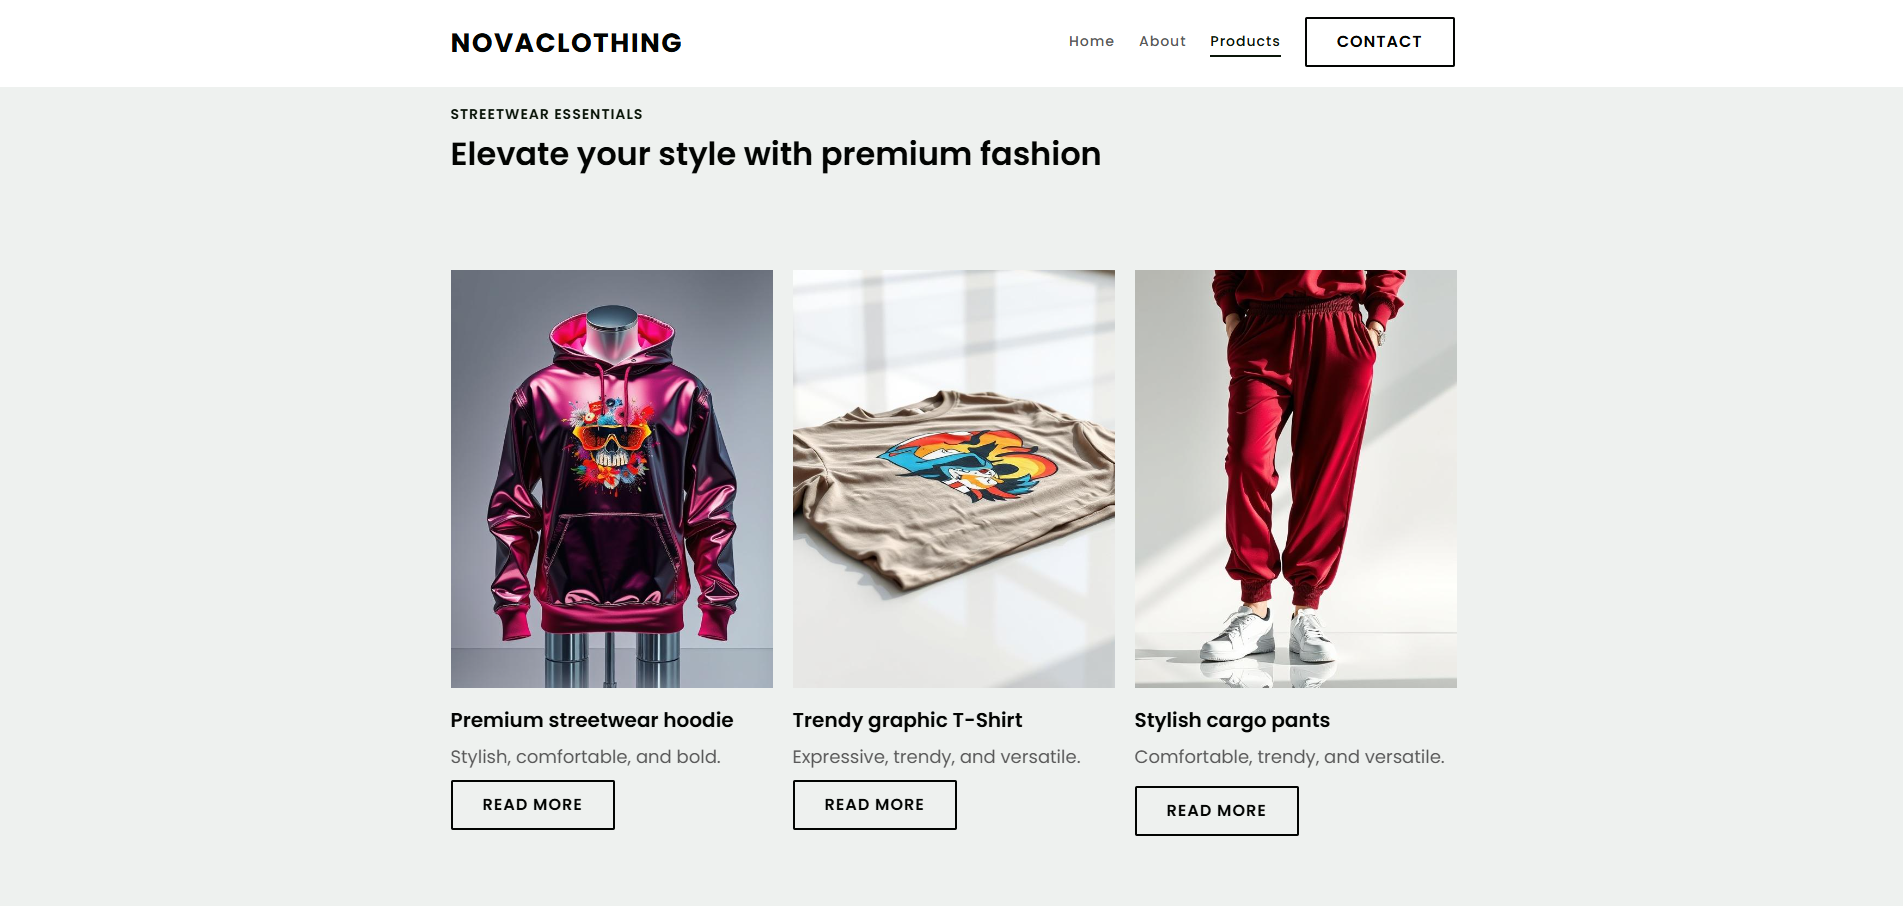 NOVACLOTHING
Home About Products CONTACT
STREETWEAR ESSENTIALS
Elevate your style with premium fashion
Premium streetwear hoodie
Stylish, comfortable, and bold.
READ MORE
Trendy graphic T-Shirt
Expressive, trendy, and versatile.
READ MORE
Stylish cargo pants
Comfortable, trendy, and versatile.
READ MORE